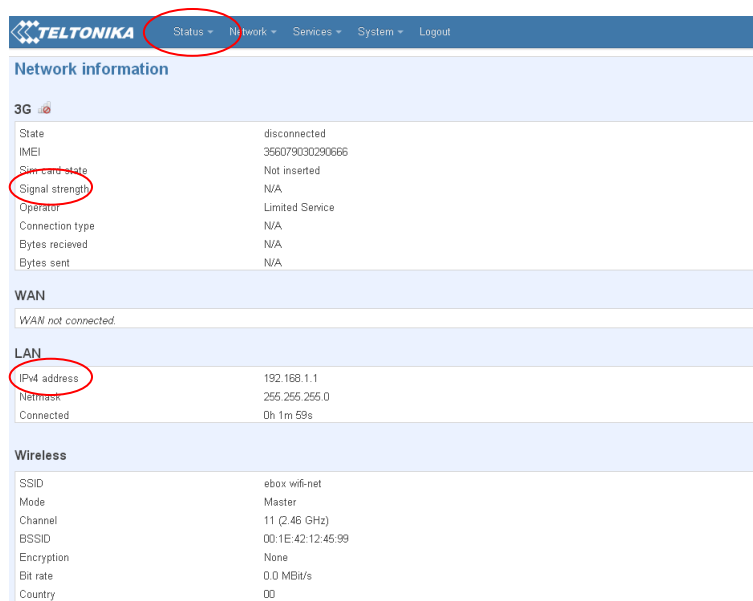 TELTONIKA Status Network Services System Logout
Network information
3G
State disconnected
IMEI 356079030290666
Sim card state Not inserted
Signal strength N/A
Operator Limited Service
Connection type N/A
Bytes recieved N/A
Bytes sent N/A
WAN
WAN not connected.
LAN
IPv4 address 192.168.1.1
Netmask 255.255.255.0
Connected 0h 1m 59s
Wireless
SSID ebox wifi-net
Mode Master
Channel 11 (2.46 GHz)
BSSID 00:1E:42:12:45:99
Encryption None
Bit rate 0.0 MBit/s
Country 00